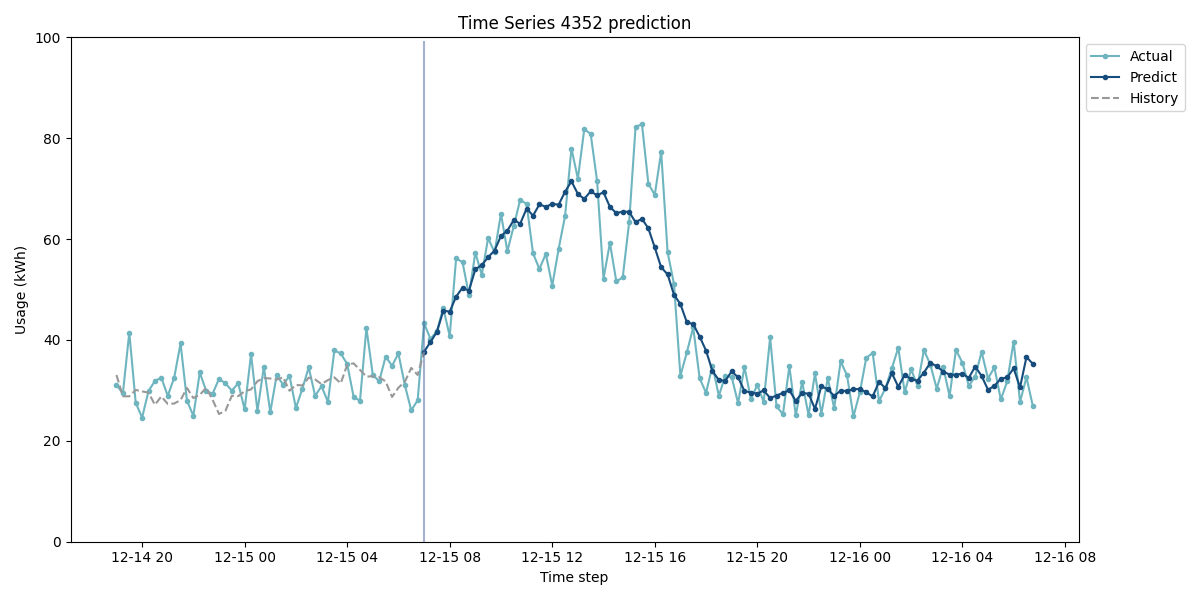 Time Series 4352 prediction
100
80
60
40
20
0
Usage (kWh)
12-14 20
12-15 00
12-15 04
12-15 08
12-15 12
12-15 16
12-15 20
12-16 00
12-16 04
12-16 08
Time step
Actual
Predict
History